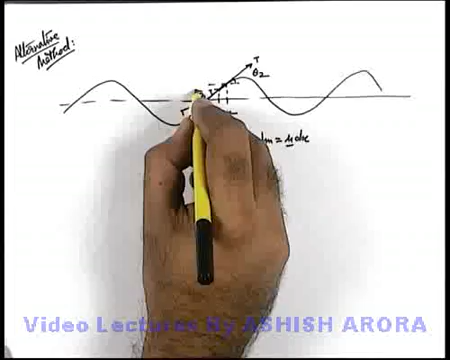 Alternative
Method:
T
θ2
T
dm = μdx
Video Lectures by ASHISH ARORA